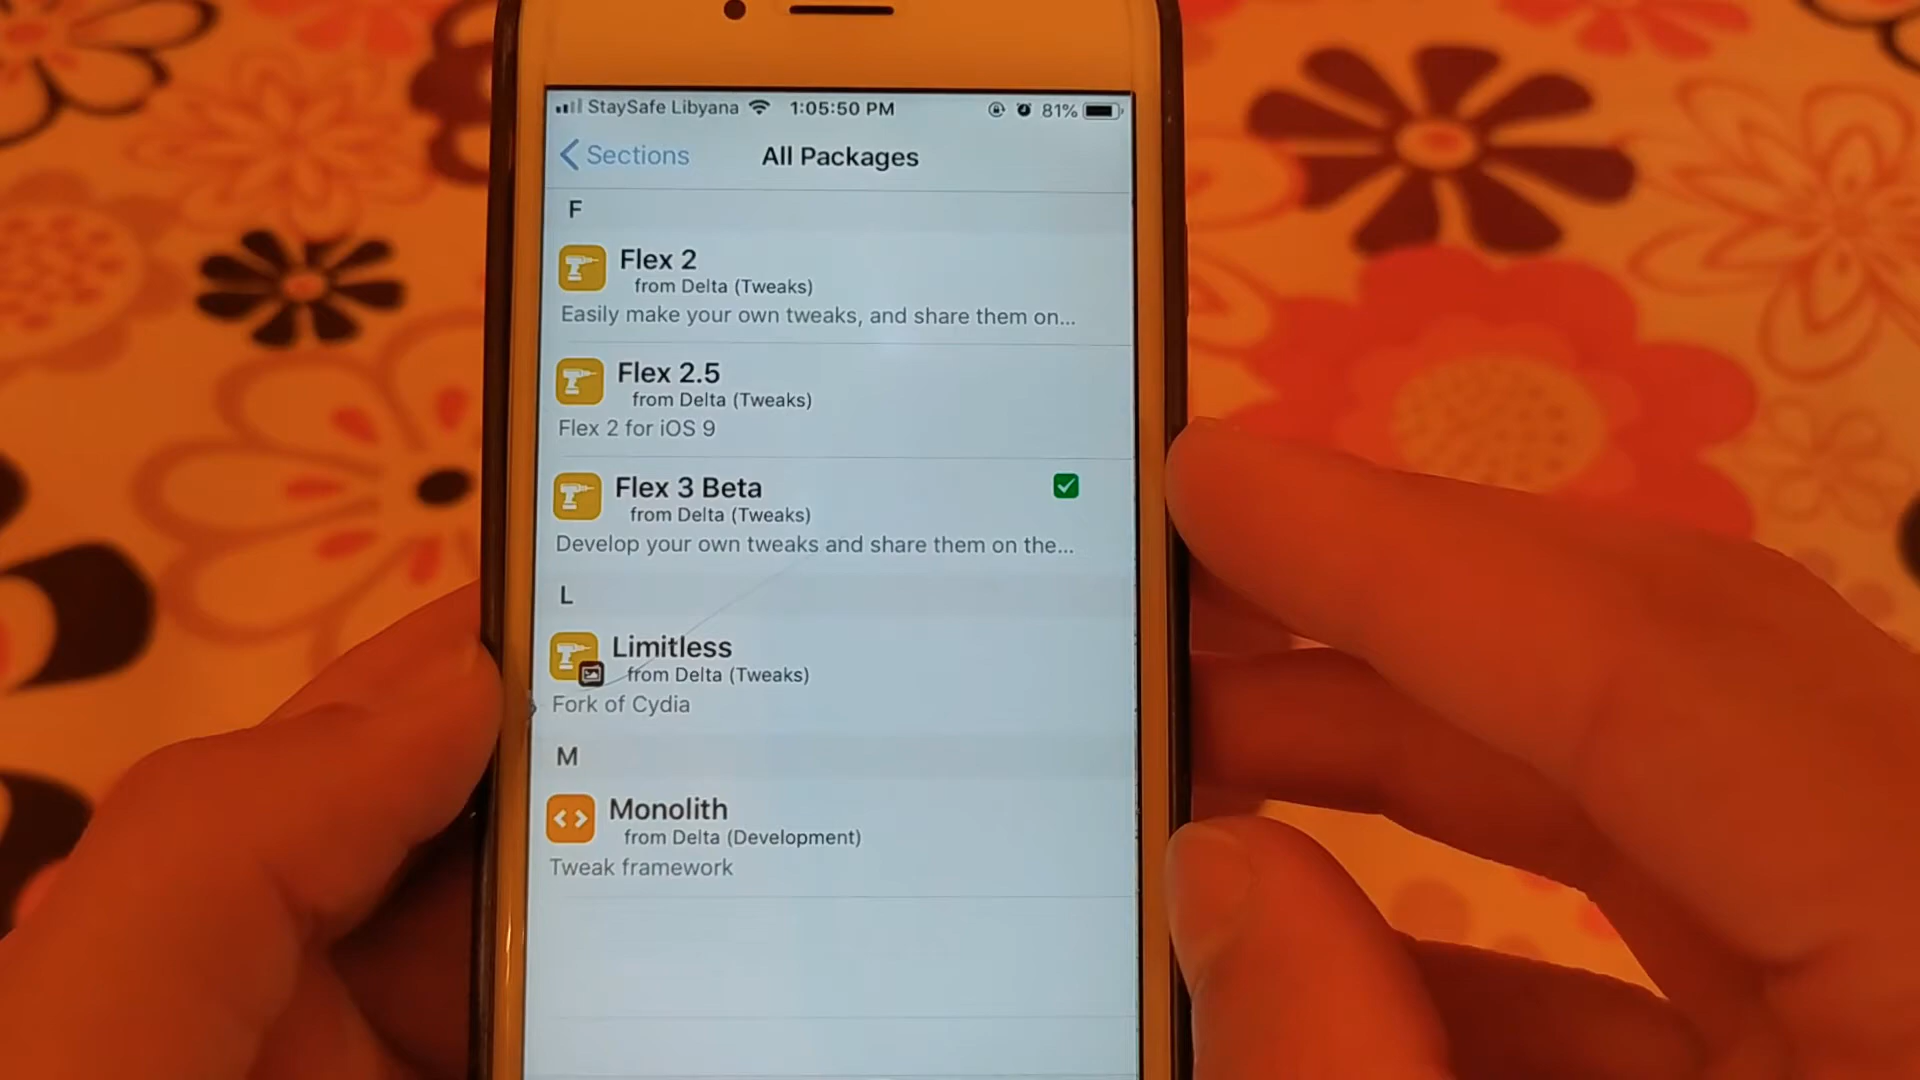 StaySafe Libyana 1:05:50 PM 81%
Sections All Packages
F
Flex 2
from Delta (Tweaks)
Easily make your own tweaks, and share them on...
Flex 2.5
from Delta (Tweaks)
Flex 2 for iOS 9
Flex 3 Beta
from Delta (Tweaks)
Develop your own tweaks and share them on the...
L
Limitless
from Delta (Tweaks)
Fork of Cydia
M
Monolith
from Delta (Development)
Tweak framework